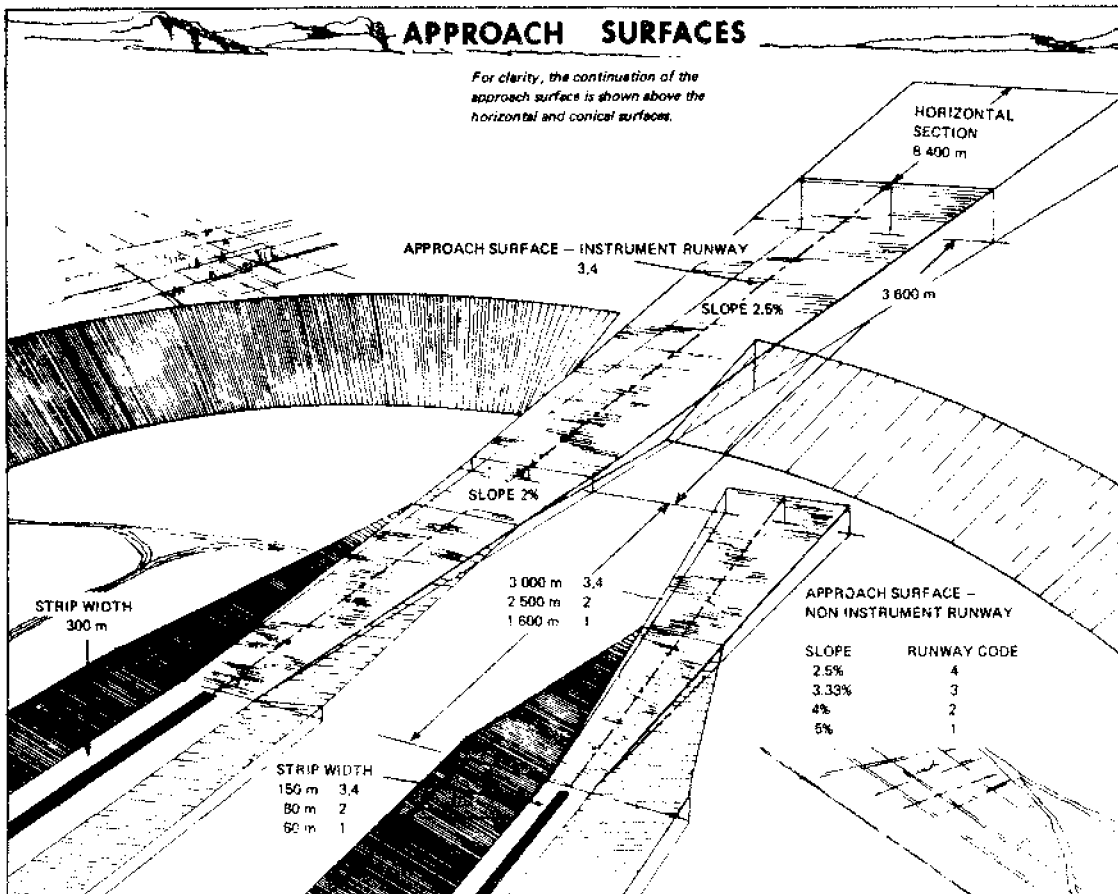 APPROACH SURFACES
For clarity, the continuation of the
approach surface is shown above the
horizontal and conical surfaces.
HORIZONTAL
SECTION
8 400 m
APPROACH SURFACE — INSTRUMENT RUNWAY
3,4
3 600 m
SLOPE 2.5%
SLOPE 2%
3 000 m 3,4
2 500 m 2
1 600 m 1
STRIP WIDTH
300 m
APPROACH SURFACE —
NON INSTRUMENT RUNWAY
SLOPE RUNWAY CODE
2.5% 4
3.33% 3
4% 2
5% 1
STRIP WIDTH
150 m 3,4
80 m 2
60 m 1